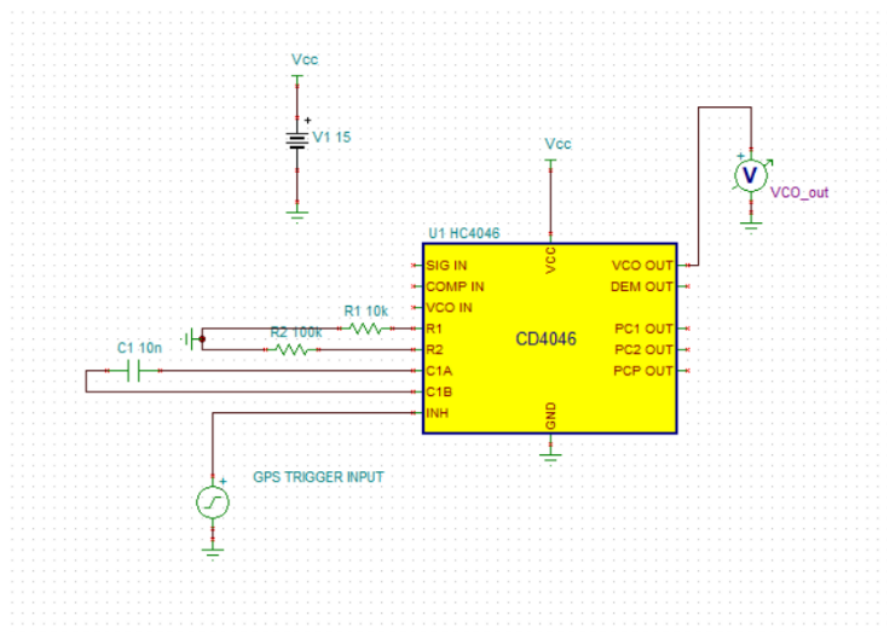 Vcc
+
V1 15
Vcc
+
V
VCO_out
U1 HC4046
SIG IN
COMP IN
VCO IN
R1
R2
C1A
C1B
INH
VCC
CD4046
GND
VCO OUT
DEM OUT
PC1 OUT
PC2 OUT
PCP OUT
R1 10k
R2 100k
C1 10n
+
GPS TRIGGER INPUT